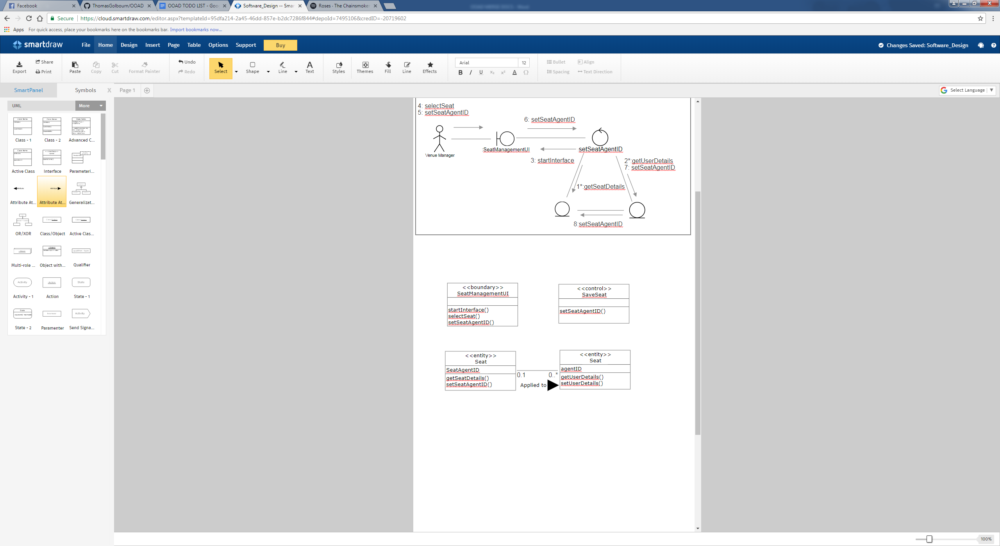 Facebook
ThomasGolbourn/OOAD
OOAD TODO LIST - Goo
Software_Design -- Smar
Roses · The Chainsmoker
Secure
https://cloud.smartdraw.com/editor.aspx?templateId=95dfa214-2a45-46dd-857e-b2dc7286f844#depoId=7495106&credID=-20719602
Apps For quick access, place your bookmarks here on the bookmarks bar. Import bookmarks now...
smartdraw File Home Design Insert Page Table Options Support Buy
Changes Saved: Software_Design
Export
Share
Print
Paste
Copy
Cut
Format Painter
Undo
Redo
Select
Shape
Line
Text
Styles
Themes
Fill
Line
Effects
Arial 12
B I U x₂ x² A Ω
Bullet
Align
Spacing
Text Direction
SmartPanel Symbols X
Page 1
Select Language
UML More
Class - 1 Class - 2 Advanced C...
Active Class Interface Parameteri...
Attribute At... Attribute At... Generalizat...
OR/XOR Class/Object Active Clas...
Multi-role ... Object with... Qualifier
Activity - 1 Action State - 1
State - 2 Paramenter Send Signa...
4: selectSeat
5: setSeatAgentID
6: setSeatAgentID
:SeatManagementUI
:setSeatAgentID
Venue Manager
3: startInterface
2*:getUserDetails
7: setSeatAgentID
1*:getSeatDetails
8:setSeatAgentID
<<boundary>>
SeatManagementUI
startInterface()
selectSeat()
setSeatAgentID()
<<control>>
SaveSeat
setSeatAgentID()
<<entity>>
Seat
SeatAgentID
getSeatDetails()
setSeatAgentID()
0.1
0..*
Applied to
<<entity>>
Seat
agentID
getUserDetails()
setUserDetails()
100%